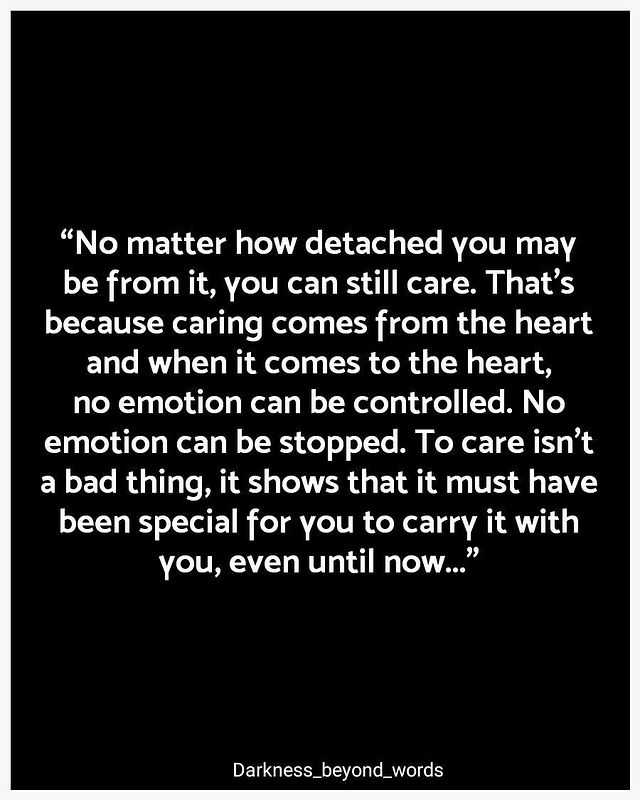 “No matter how detached you may
be from it, you can still care. That’s
because caring comes from the heart
and when it comes to the heart,
no emotion can be controlled. No
emotion can be stopped. To care isn’t
a bad thing, it shows that it must have
been special for you to carry it with
you, even until now...”
Darkness_beyond_words